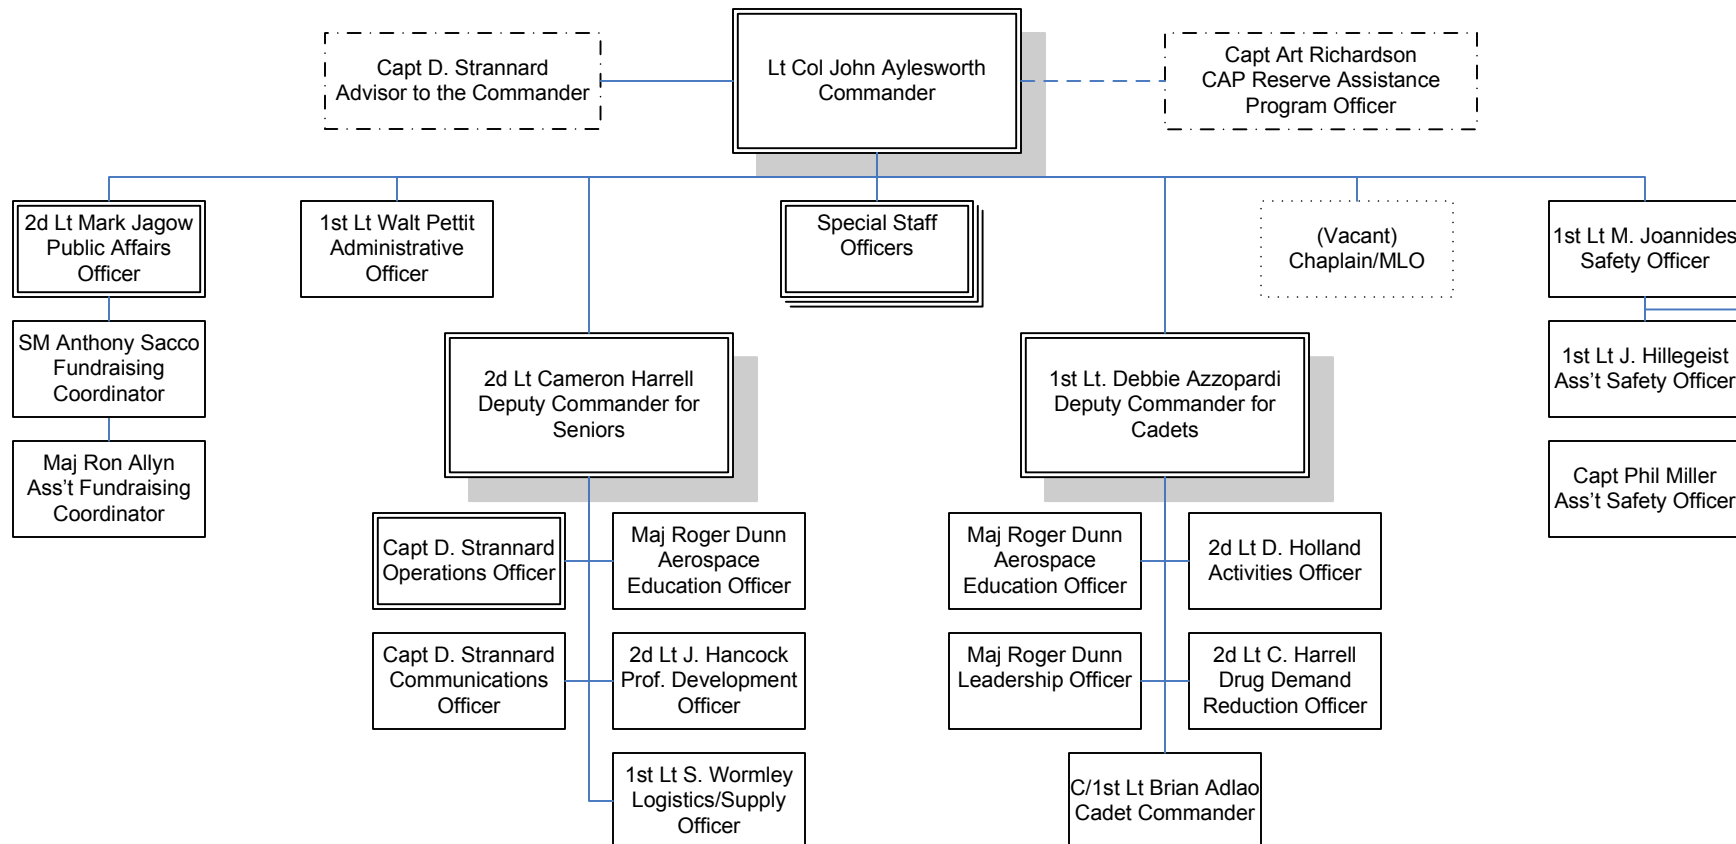 Capt D. Strannard
Advisor to the Commander
Lt Col John Aylesworth
Commander
Capt Art Richardson
CAP Reserve Assistance
Program Officer
2d Lt Mark Jagow
Public Affairs
Officer
1st Lt Walt Pettit
Administrative
Officer
Special Staff
Officers
(Vacant)
Chaplain/MLO
1st Lt M. Joannides
Safety Officer
SM Anthony Sacco
Fundraising
Coordinator
2d Lt Cameron Harrell
Deputy Commander for
Seniors
1st Lt. Debbie Azzopardi
Deputy Commander for
Cadets
1st Lt J. Hillegeist
Ass't Safety Officer
Maj Ron Allyn
Ass't Fundraising
Coordinator
Capt Phil Miller
Ass't Safety Officer
Capt D. Strannard
Operations Officer
Maj Roger Dunn
Aerospace
Education Officer
Maj Roger Dunn
Aerospace
Education Officer
2d Lt D. Holland
Activities Officer
Capt D. Strannard
Communications
Officer
2d Lt J. Hancock
Prof. Development
Officer
Maj Roger Dunn
Leadership Officer
2d Lt C. Harrell
Drug Demand
Reduction Officer
1st Lt S. Wormley
Logistics/Supply
Officer
C/1st Lt Brian Adlao
Cadet Commander